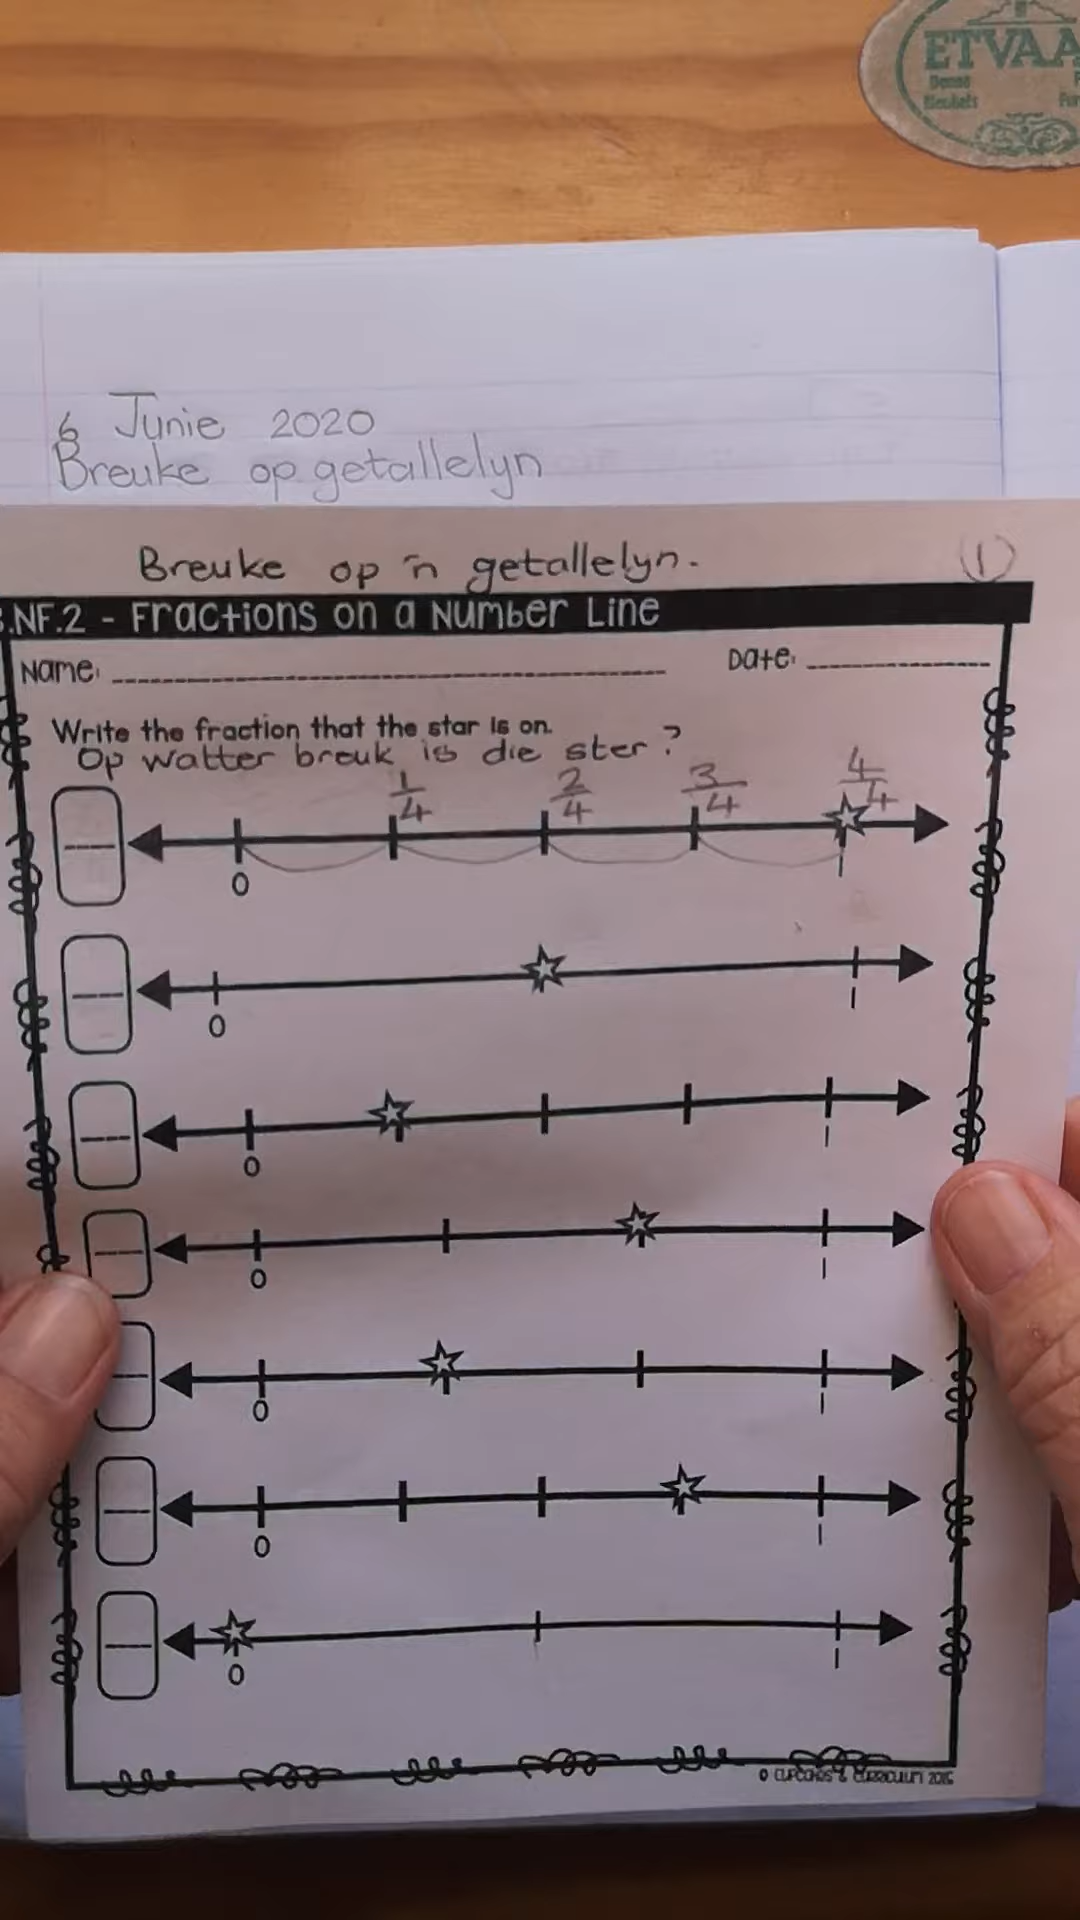 ETVAA
6 Junie 2020
Breuke op getallelyn
Breuke op 'n getallelyn. 1
.NF.2 - Fractions on a Number Line
Name: Date:
Write the fraction that the star is on.
Op watter breuk is die ster?
1/4 2/4 3/4 4/4
0 1
0 1
0 1
0 1
0 1
0 1
0 1
© Cupcakes & Curriculum